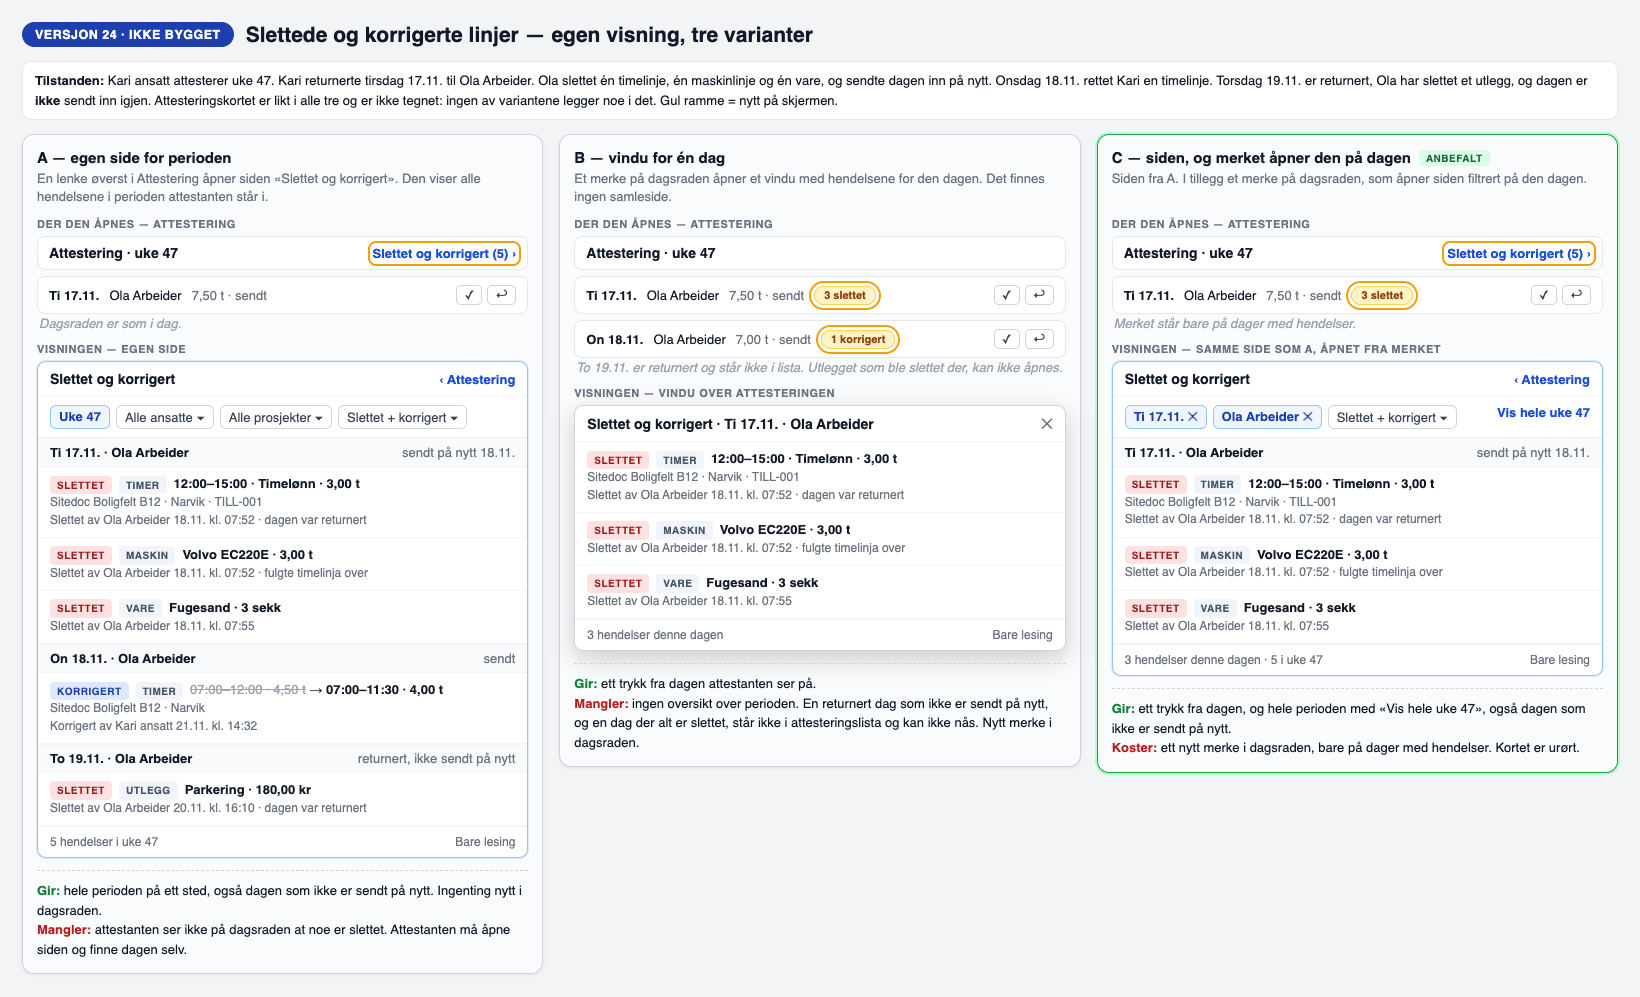 VERSJON 24 · IKKE BYGGET
Slettede og korrigerte linjer — egen visning, tre varianter
Tilstanden: Kari ansatt attesterer uke 47. Kari returnerte tirsdag 17.11. til Ola Arbeider. Ola slettet én timelinje, én maskinlinje og én vare, og sendte dagen inn på nytt. Onsdag 18.11. rettet Kari en timelinje. Torsdag 19.11. er returnert, Ola har slettet et utlegg, og dagen er
ikke sendt inn igjen. Attesteringskortet er likt i alle tre og er ikke tegnet: ingen av variantene legger noe i det. Gul ramme = nytt på skjermen.
A — egen side for perioden
En lenke øverst i Attestering åpner siden «Slettet og korrigert». Den viser alle
hendelsene i perioden attestanten står i.
DER DEN ÅPNES — ATTESTERING
Attestering · uke 47
Slettet og korrigert (5) ›
Ti 17.11. Ola Arbeider 7,50 t · sendt ✓ ↩
Dagsraden er som i dag.
VISNINGEN — EGEN SIDE
Slettet og korrigert
‹ Attestering
Uke 47 Alle ansatte ▾ Alle prosjekter ▾ Slettet + korrigert ▾
Ti 17.11. · Ola Arbeider
sendt på nytt 18.11.
SLETTET TIMER 12:00–15:00 · Timelønn · 3,00 t
Sitedoc Boligfelt B12 · Narvik · TILL-001
Slettet av Ola Arbeider 18.11. kl. 07:52 · dagen var returnert
SLETTET MASKIN Volvo EC220E · 3,00 t
Slettet av Ola Arbeider 18.11. kl. 07:52 · fulgte timelinja over
SLETTET VARE Fugesand · 3 sekk
Slettet av Ola Arbeider 18.11. kl. 07:55
On 18.11. · Ola Arbeider
sendt
KORRIGERT TIMER 07:00–12:00 · 4,50 t → 07:00–11:30 · 4,00 t
Sitedoc Boligfelt B12 · Narvik
Korrigert av Kari ansatt 21.11. kl. 14:32
To 19.11. · Ola Arbeider
returnert, ikke sendt på nytt
SLETTET UTLEGG Parkering · 180,00 kr
Slettet av Ola Arbeider 20.11. kl. 16:10 · dagen var returnert
5 hendelser i uke 47
Bare lesing
Gir: hele perioden på ett sted, også dagen som ikke er sendt på nytt. Ingenting nytt i
dagsraden.
Mangler: attestanten ser ikke på dagsraden at noe er slettet. Attestanten må åpne
siden og finne dagen selv.
B — vindu for én dag
Et merke på dagsraden åpner et vindu med hendelsene for den dagen. Det finnes
ingen samleside.
DER DEN ÅPNES — ATTESTERING
Attestering · uke 47
Ti 17.11. Ola Arbeider 7,50 t · sendt 3 slettet ✓ ↩
On 18.11. Ola Arbeider 7,00 t · sendt 1 korrigert ✓ ↩
To 19.11. er returnert og står ikke i lista. Utlegget som ble slettet der, kan ikke åpnes.
VISNINGEN — VINDU OVER ATTESTERINGEN
Slettet og korrigert · Ti 17.11. · Ola Arbeider ✕
SLETTET TIMER 12:00–15:00 · Timelønn · 3,00 t
Sitedoc Boligfelt B12 · Narvik · TILL-001
Slettet av Ola Arbeider 18.11. kl. 07:52 · dagen var returnert
SLETTET MASKIN Volvo EC220E · 3,00 t
Slettet av Ola Arbeider 18.11. kl. 07:52 · fulgte timelinja over
SLETTET VARE Fugesand · 3 sekk
Slettet av Ola Arbeider 18.11. kl. 07:55
3 hendelser denne dagen
Bare lesing
Gir: ett trykk fra dagen attestanten ser på.
Mangler: ingen oversikt over perioden. En returnert dag som ikke er sendt på nytt,
og en dag der alt er slettet, står ikke i attesteringslista og kan ikke nås. Nytt merke i
dagsraden.
C — siden, og merket åpner den på dagen ANBEFALT
Siden fra A. I tillegg et merke på dagsraden, som åpner siden filtrert på den dagen.
DER DEN ÅPNES — ATTESTERING
Attestering · uke 47
Slettet og korrigert (5) ›
Ti 17.11. Ola Arbeider 7,50 t · sendt 3 slettet ✓ ↩
Merket står bare på dager med hendelser.
VISNINGEN — SAMME SIDE SOM A, ÅPNET FRA MERKET
Slettet og korrigert
‹ Attestering
Ti 17.11. ✕ Ola Arbeider ✕ Slettet + korrigert ▾ Vis hele uke 47
Ti 17.11. · Ola Arbeider
sendt på nytt 18.11.
SLETTET TIMER 12:00–15:00 · Timelønn · 3,00 t
Sitedoc Boligfelt B12 · Narvik · TILL-001
Slettet av Ola Arbeider 18.11. kl. 07:52 · dagen var returnert
SLETTET MASKIN Volvo EC220E · 3,00 t
Slettet av Ola Arbeider 18.11. kl. 07:52 · fulgte timelinja over
SLETTET VARE Fugesand · 3 sekk
Slettet av Ola Arbeider 18.11. kl. 07:55
3 hendelser denne dagen · 5 i uke 47
Bare lesing
Gir: ett trykk fra dagen, og hele perioden med «Vis hele uke 47», også dagen som
ikke er sendt på nytt.
Koster: ett nytt merke i dagsraden, bare på dager med hendelser. Kortet er urørt.